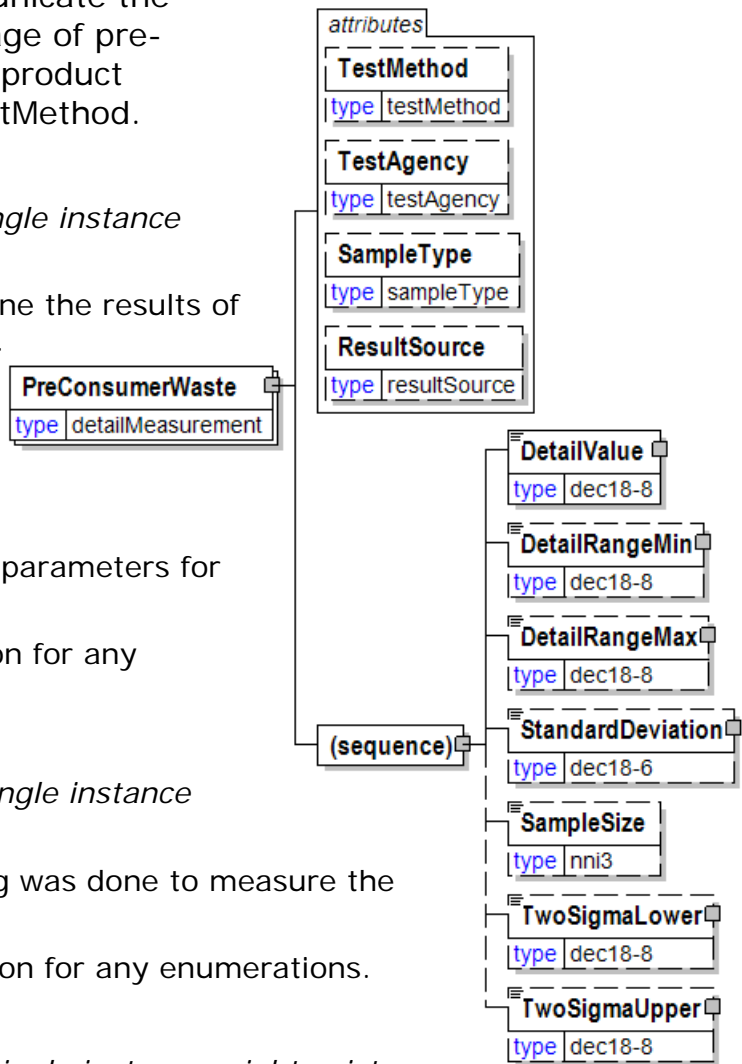 unicate the
age of pre-
product
tMethod.
ngle instance
ne the results of
parameters for
on for any
ngle instance
g was done to measure the
on for any enumerations.
attributes
TestMethod
type testMethod
TestAgency
type testAgency
SampleType
type sampleType
ResultSource
type resultSource
PreConsumerWaste
type detailMeasurement
(sequence)
DetailValue
type dec18-8
DetailRangeMin
type dec18-8
DetailRangeMax
type dec18-8
StandardDeviation
type dec18-6
SampleSize
type nni3
TwoSigmaLower
type dec18-8
TwoSigmaUpper
type dec18-8